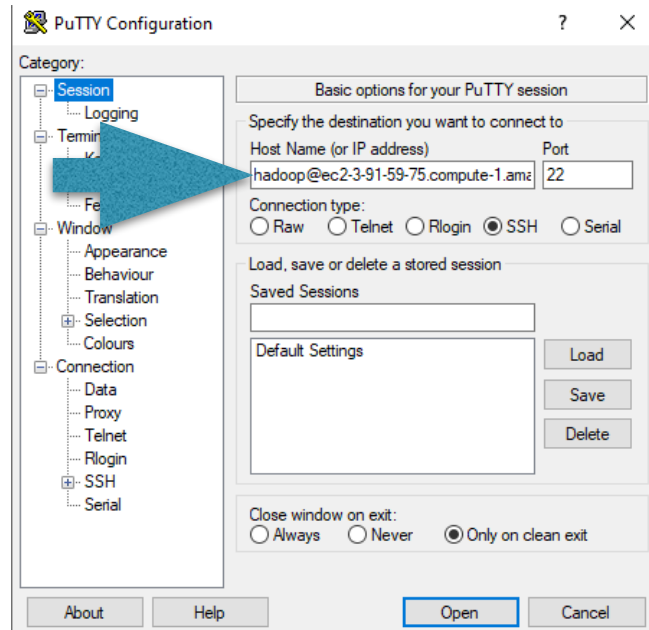 PuTTY Configuration
?
Category:
Session
Logging
Window
Appearance
Behaviour
Translation
Selection
Colours
Connection
Data
Proxy
Telnet
Rlogin
SSH
Serial
Basic options for your PuTTY session
Specify the destination you want to connect to
Host Name (or IP address) Port
hadoop@ec2-3-91-59-75.compute-1.ama 22
Connection type:
Raw Telnet Rlogin SSH Serial
Load, save or delete a stored session
Saved Sessions
Default Settings
Load
Save
Delete
Close window on exit:
Always Never Only on clean exit
About Help Open Cancel